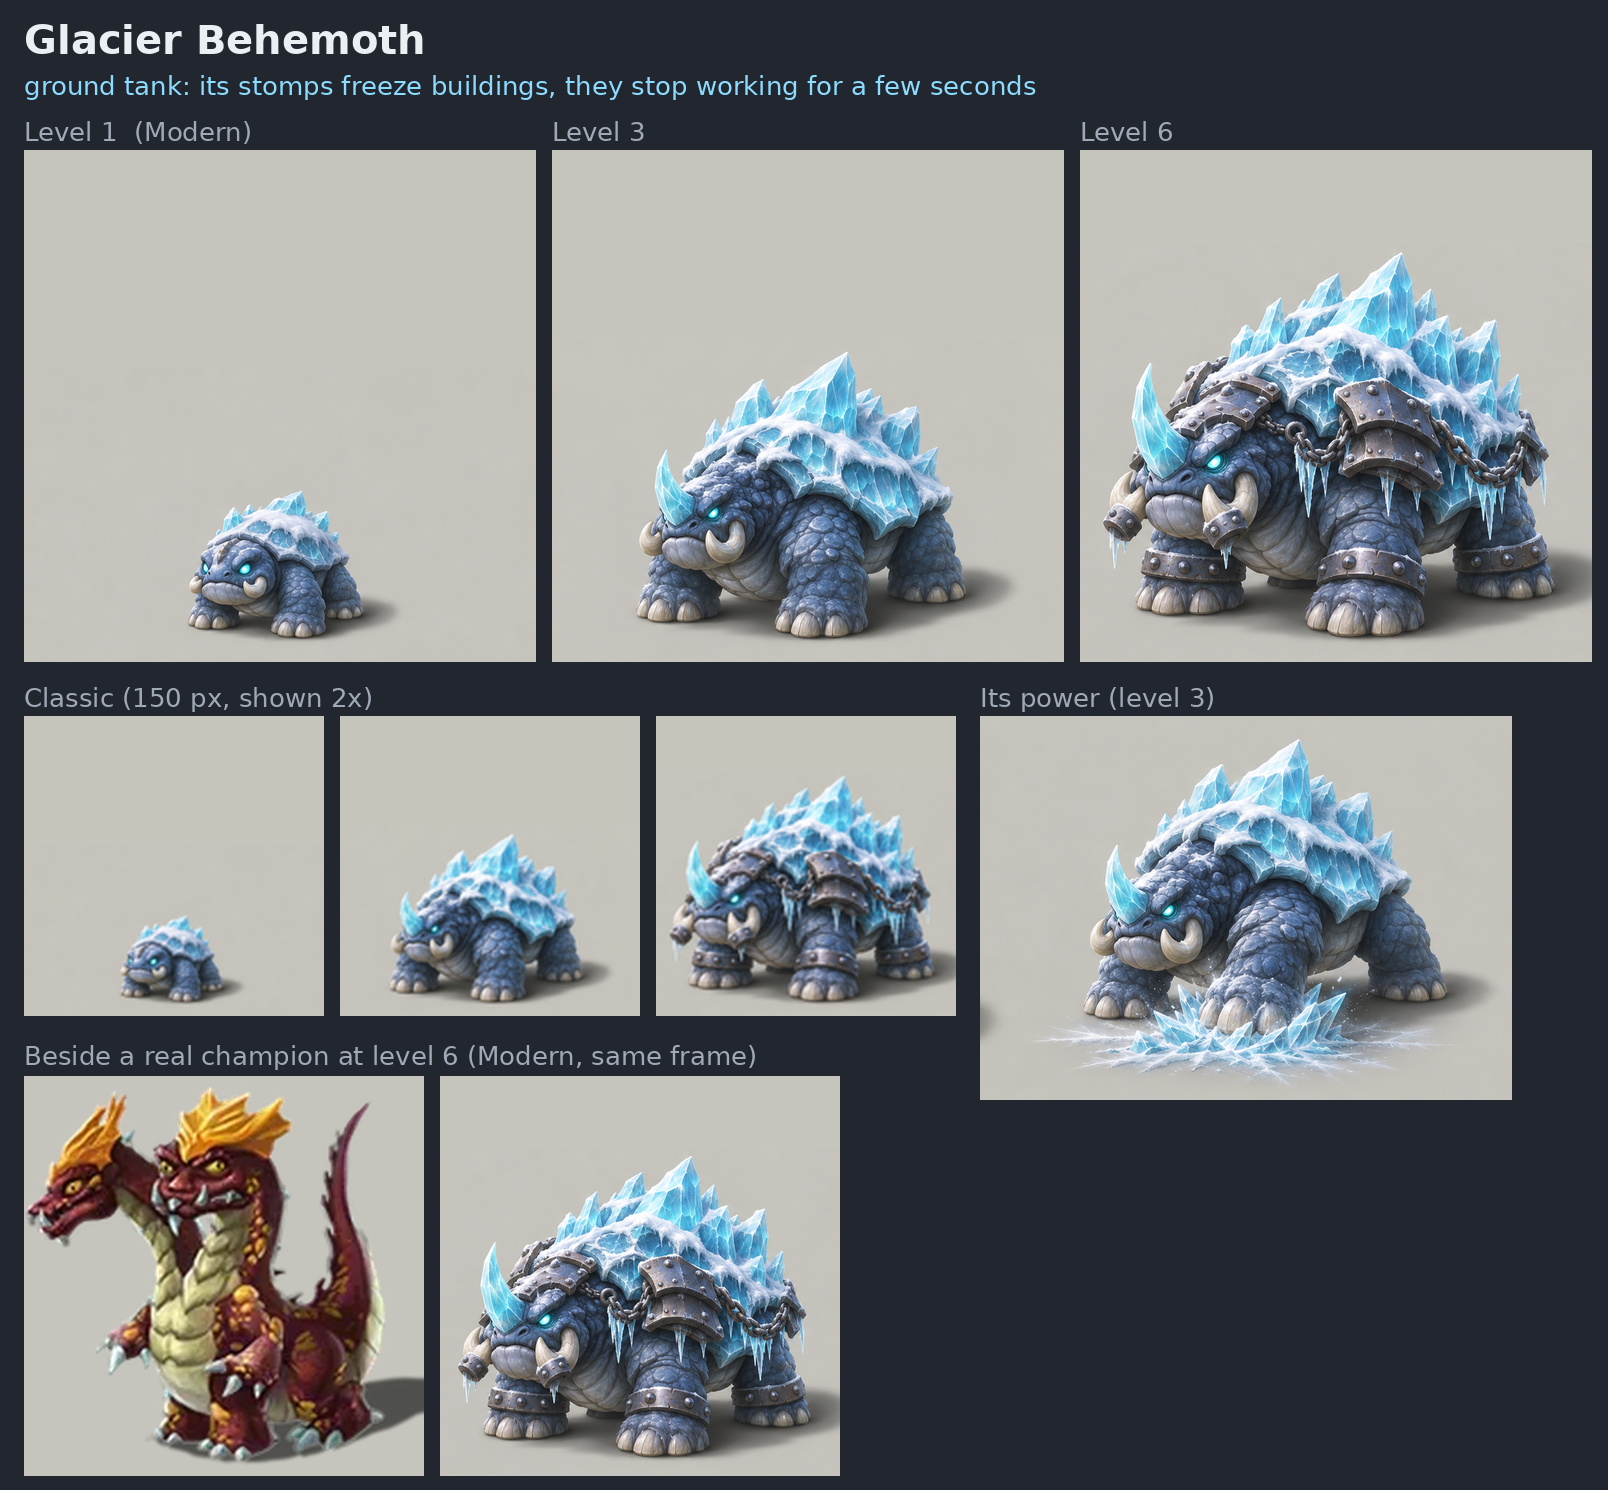 Glacier Behemoth
ground tank: its stomps freeze buildings, they stop working for a few seconds
Level 1  (Modern)
Level 3
Level 6
Classic (150 px, shown 2x)
Its power (level 3)
Beside a real champion at level 6 (Modern, same frame)